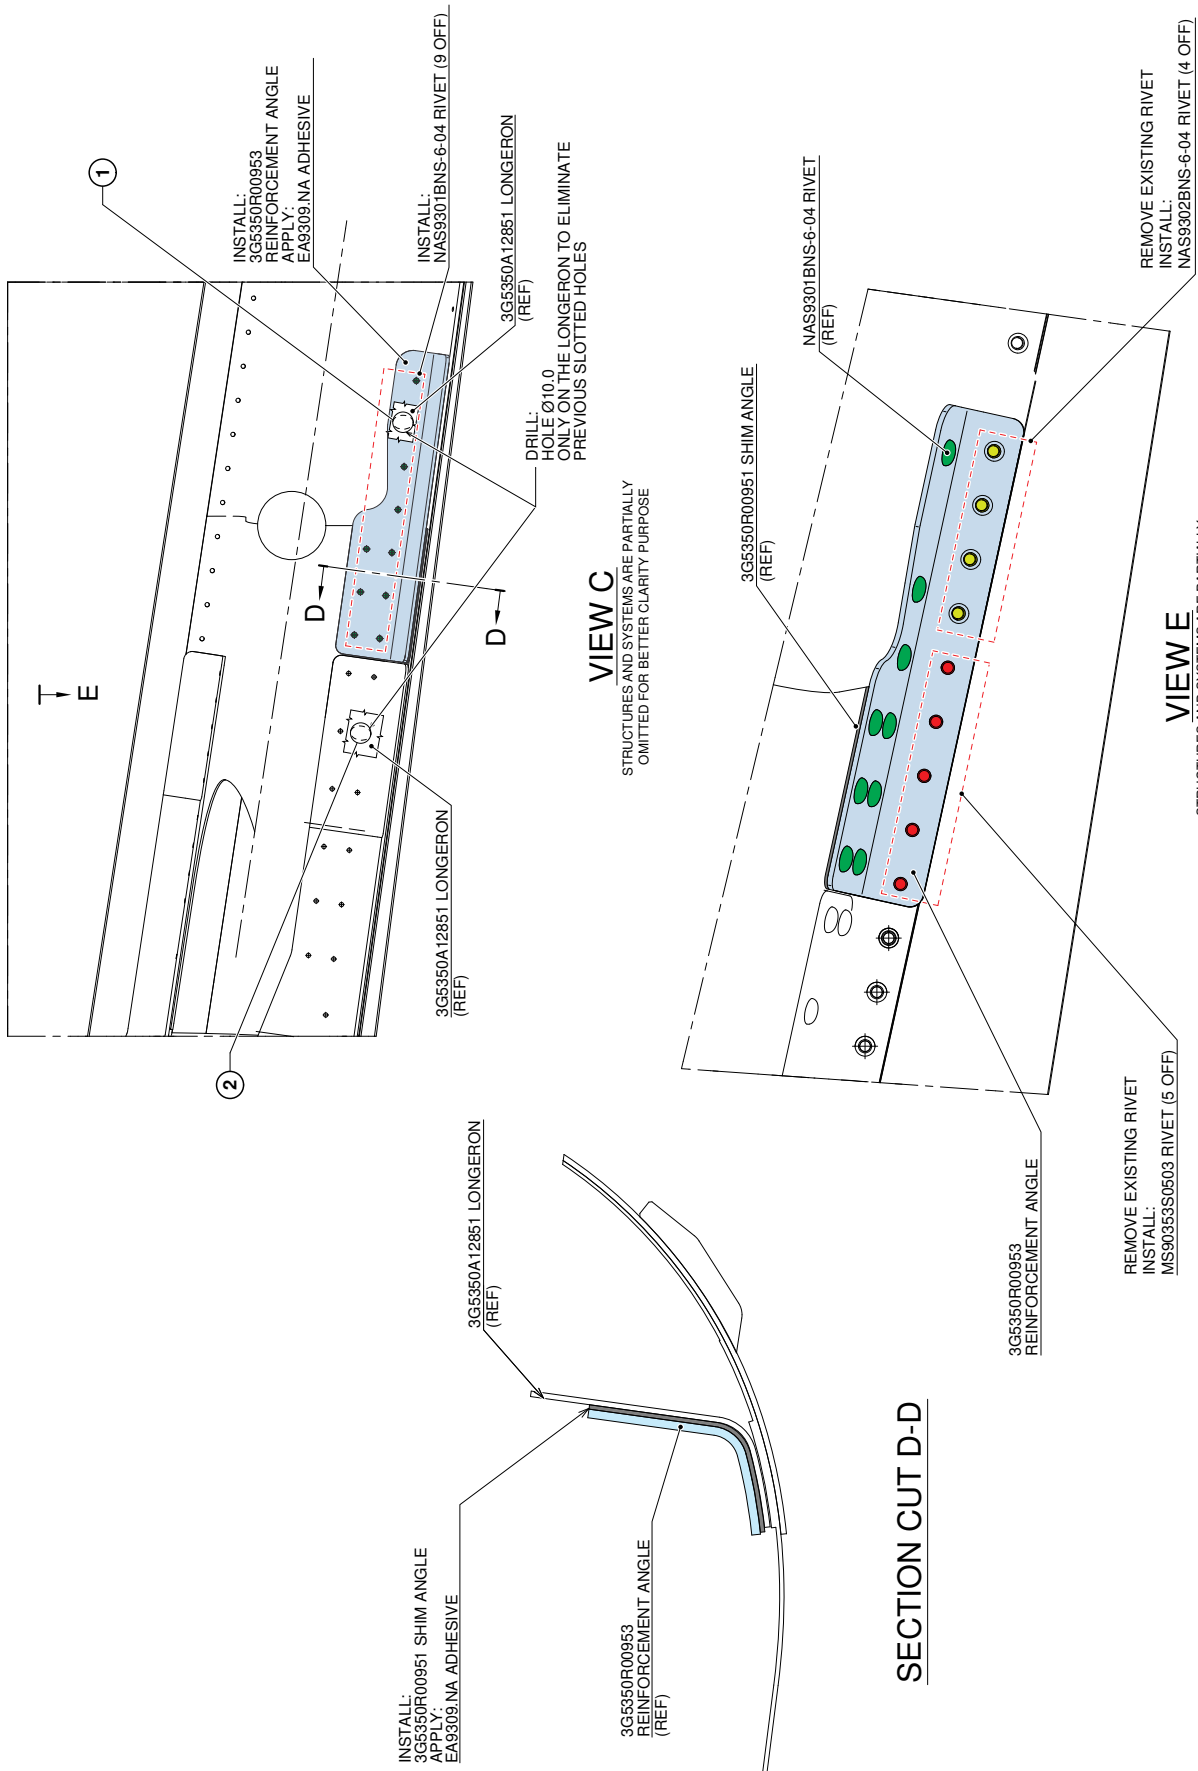 INSTALL:
3G5350R00953
REINFORCEMENT ANGLE
APPLY:
EA9309.NA ADHESIVE
INSTALL:
NAS9301BNS-6-04 RIVET (9 OFF)
3G5350A12851 LONGERON
(REF)
DRILL:
HOLE Ø10.0
ONLY ON THE LONGERON TO ELIMINATE
PREVIOUS SLOTTED HOLES
1
E
D
D
2
3G5350A12851 LONGERON
(REF)
VIEW C
STRUCTURES AND SYSTEMS ARE PARTIALLY
OMITTED FOR BETTER CLARITY PURPOSE
3G5350A12851 LONGERON
(REF)
INSTALL:
3G5350R00951 SHIM ANGLE
APPLY:
EA9309.NA ADHESIVE
3G5350R00953
REINFORCEMENT ANGLE
(REF)
SECTION CUT D-D
NAS9301BNS-6-04 RIVET
(REF)
3G5350R00951 SHIM ANGLE
(REF)
REMOVE EXISTING RIVET
INSTALL:
NAS9302BNS-6-04 RIVET (4 OFF)
3G5350R00953
REINFORCEMENT ANGLE
REMOVE EXISTING RIVET
INSTALL:
MS90353S0503 RIVET (5 OFF)
VIEW E